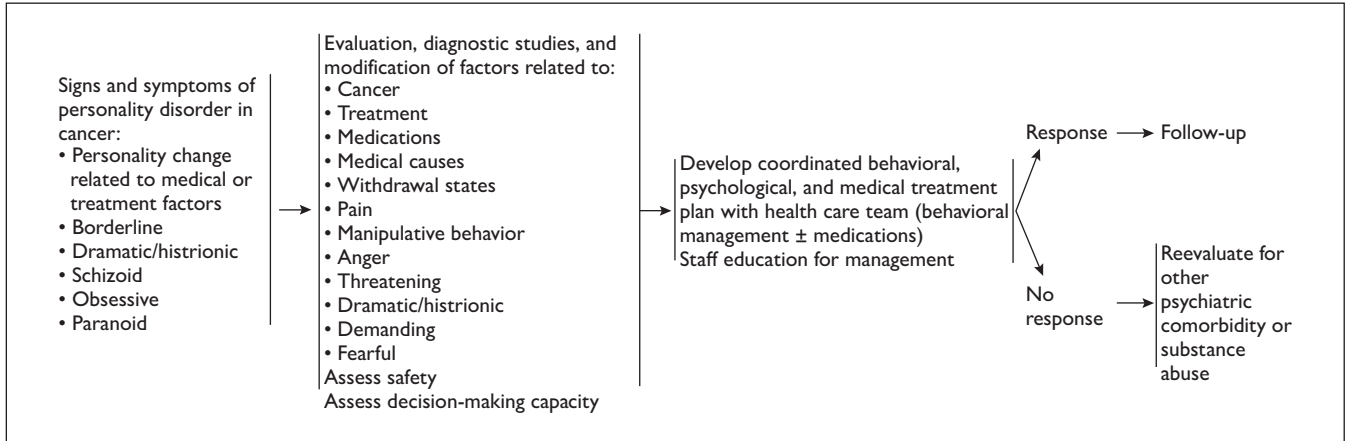 Signs and symptoms of
personality disorder in
cancer:
• Personality change
related to medical or
treatment factors
• Borderline
• Dramatic/histrionic
• Schizoid
• Obsessive
• Paranoid
Evaluation, diagnostic studies, and
modification of factors related to:
• Cancer
• Treatment
• Medications
• Medical causes
• Withdrawal states
• Pain
• Manipulative behavior
• Anger
• Threatening
• Dramatic/histrionic
• Demanding
• Fearful
Assess safety
Assess decision-making capacity
Develop coordinated behavioral,
psychological, and medical treatment
plan with health care team (behavioral
management ± medications)
Staff education for management
Response
Follow-up
No
response
Reevaluate for
other
psychiatric
comorbidity or
substance
abuse